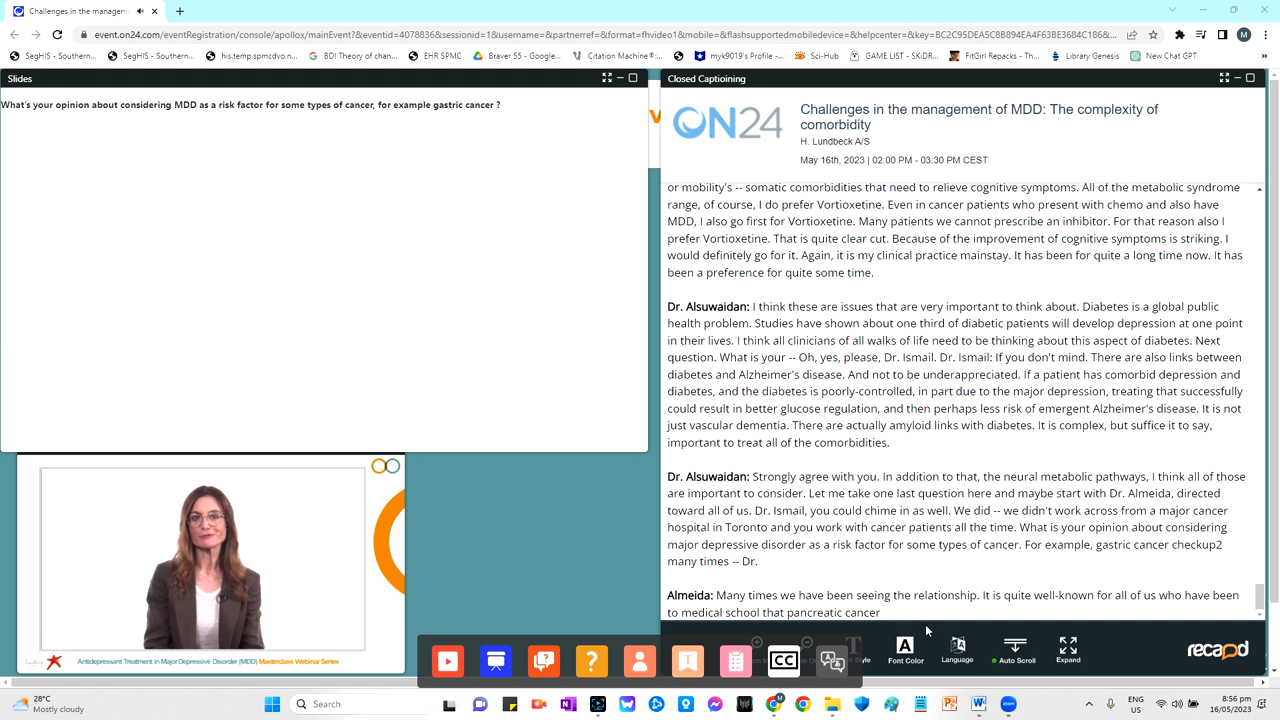 Challenges in the managem
event.on24.com/eventRegistration/console/apollox/mainEvent?&eventid=4078836&sessionid=1&username=&partnerref=&format=fhvideo1&mobile=&flashsupportedmobiledevice=&helpcenter=&key=BC2C95DEA5C8B894EA4F63BE3684C186&...
M
SegHIS - Southern...
SegHIS - Southern...
his.temp.spmcdvo.n...
BDI Theory of chan...
EHR SPMC
Braver 55 - Google...
Citation Machine®:...
myk9019's Profile -...
Sci-Hub
GAME LIST - SKiDR...
FitGirl Repacks - Th...
Library Genesis
New Chat GPT
Slides
What's your opinion about considering MDD as a risk factor for some types of cancer, for example gastric cancer ?
Closed Captioining
ON24
Challenges in the management of MDD: The complexity of
comorbidity
H. Lundbeck A/S
May 16th, 2023 | 02:00 PM - 03:30 PM CEST
or mobility's -- somatic comorbidities that need to relieve cognitive symptoms. All of the metabolic syndrome
range, of course, I do prefer Vortioxetine. Even in cancer patients who present with chemo and also have
MDD, I also go first for Vortioxetine. Many patients we cannot prescribe an inhibitor. For that reason also I
prefer Vortioxetine. That is quite clear cut. Because of the improvement of cognitive symptoms is striking. I
would definitely go for it. Again, it is my clinical practice mainstay. It has been for quite a long time now. It has
been a preference for quite some time.
Dr. Alsuwaidan: I think these are issues that are very important to think about. Diabetes is a global public
health problem. Studies have shown about one third of diabetic patients will develop depression at one point
in their lives. I think all clinicians of all walks of life need to be thinking about this aspect of diabetes. Next
question. What is your -- Oh, yes, please, Dr. Ismail. Dr. Ismail: If you don't mind. There are also links between
diabetes and Alzheimer's disease. And not to be underappreciated. If a patient has comorbid depression and
diabetes, and the diabetes is poorly-controlled, in part due to the major depression, treating that successfully
could result in better glucose regulation, and then perhaps less risk of emergent Alzheimer's disease. It is not
just vascular dementia. There are actually amyloid links with diabetes. It is complex, but suffice it to say,
important to treat all of the comorbidities.
Dr. Alsuwaidan: Strongly agree with you. In addition to that, the neural metabolic pathways, I think all of those
are important to consider. Let me take one last question here and maybe start with Dr. Almeida, directed
toward all of us. Dr. Ismail, you could chime in as well. We did -- we didn't work across from a major cancer
hospital in Toronto and you work with cancer patients all the time. What is your opinion about considering
major depressive disorder as a risk factor for some types of cancer. For example, gastric cancer checkup2
many times -- Dr.
Almeida: Many times we have been seeing the relationship. It is quite well-known for all of us who have been
to medical school that pancreatic cancer
Font Color
Language
Auto Scroll
Expand
recapd
CC
Antidepressant Treatment in Major Depressive Disorder (MDD) Masterclass Webinar Series
28°C
Mostly cloudy
Search
ENG
US
8:56 pm
16/05/2023